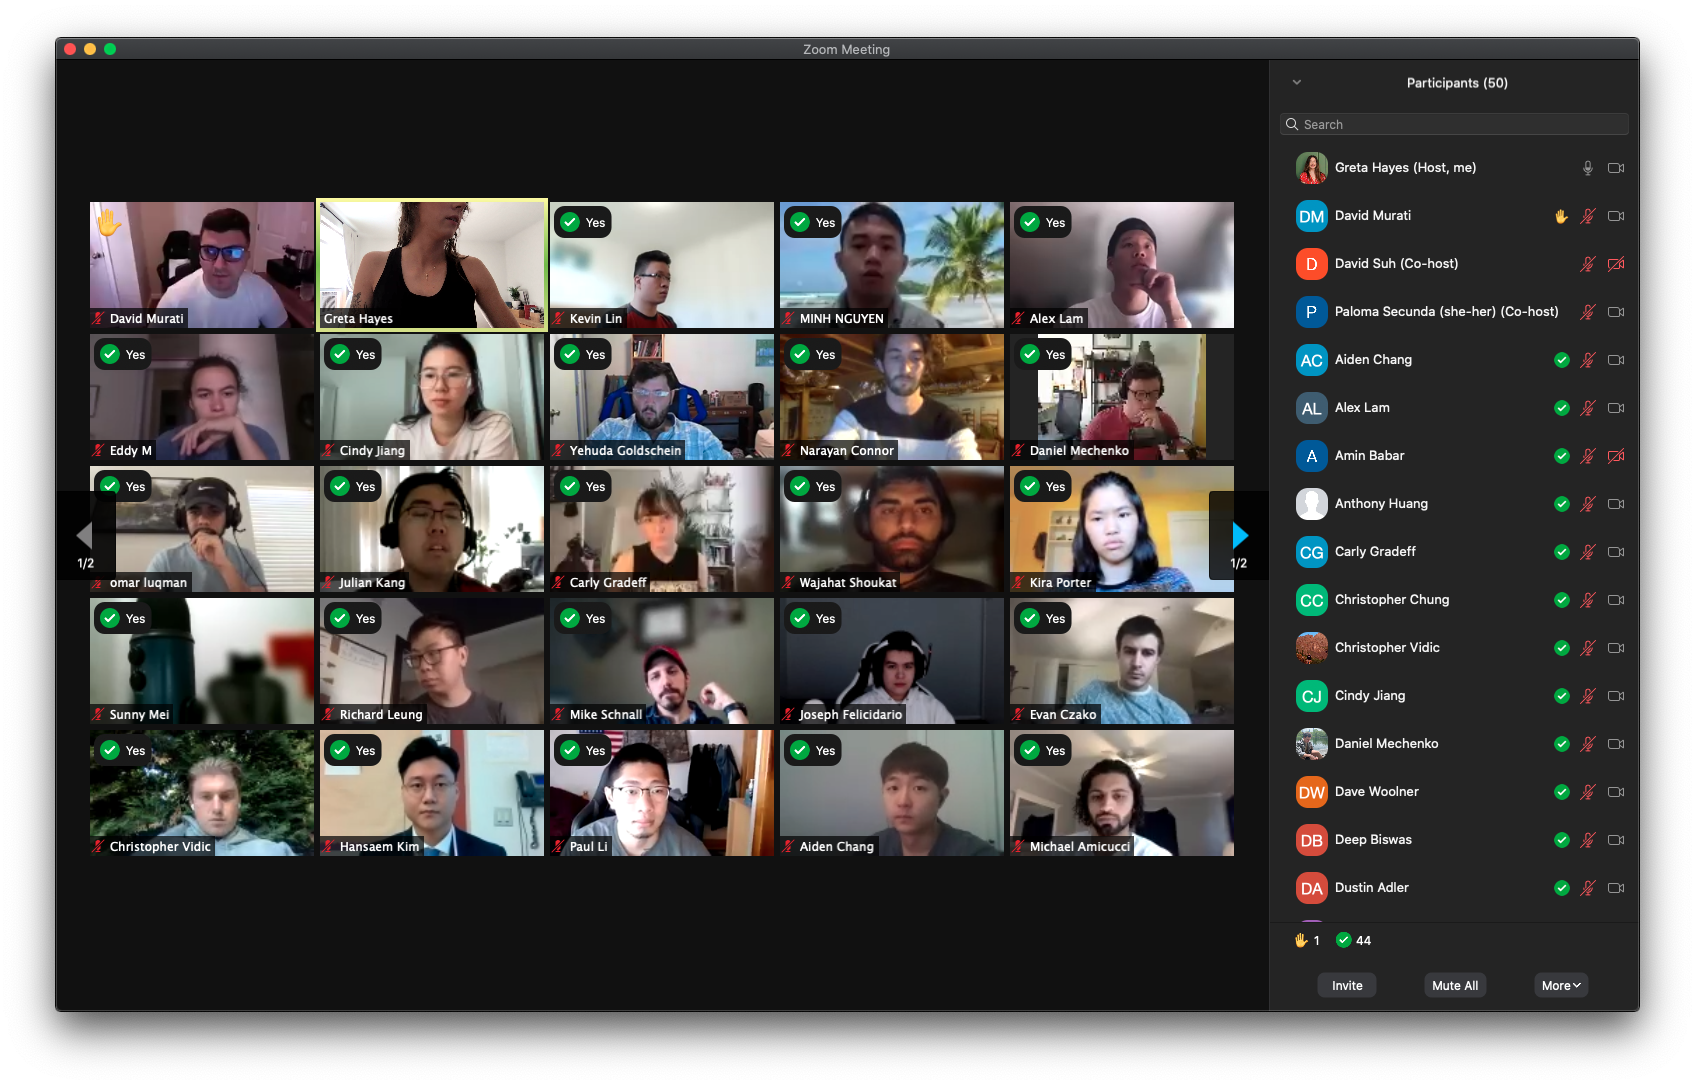 Zoom Meeting
Participants (50)
Search
David Murati
Greta Hayes
Yes
Kevin Lin
Yes
MINH NGUYEN
Yes
Alex Lam
Yes
Eddy M
Yes
Cindy Jiang
Yes
Yehuda Goldschein
Yes
Narayan Connor
Yes
Daniel Mechenko
Yes
omar luqman
Yes
Julian Kang
Yes
Carly Gradeff
Yes
Wajahat Shoukat
Yes
Kira Porter
Yes
Sunny Mei
Yes
Richard Leung
Yes
Mike Schnall
Yes
Joseph Felicidario
Yes
Evan Czako
Yes
Christopher Vidic
Yes
Hansaem Kim
Yes
Paul Li
Yes
Aiden Chang
Yes
Michael Amicucci
1/2
1/2
Greta Hayes (Host, me)
DM David Murati
D David Suh (Co-host)
P Paloma Secunda (she-her) (Co-host)
AC Aiden Chang
AL Alex Lam
A Amin Babar
Anthony Huang
CG Carly Gradeff
CC Christopher Chung
Christopher Vidic
CJ Cindy Jiang
Daniel Mechenko
DW Dave Woolner
DB Deep Biswas
DA Dustin Adler
1 44
Invite Mute All More